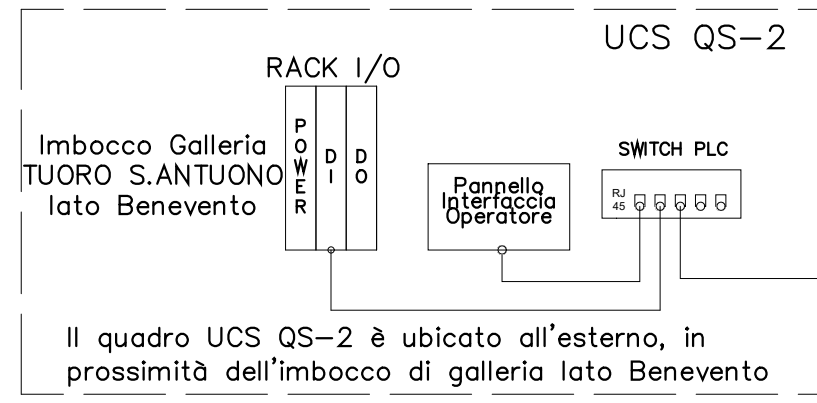 UCS QS-2
RACK I/O
Imbocco Galleria
TUORO S.ANTUONO
lato Benevento
POWER
DI
DO
Pannello
Interfaccia
Operatore
SWITCH PLC
RJ
45
Il quadro UCS QS-2 è ubicato all'esterno, in
prossimità dell'imbocco di galleria lato Benevento